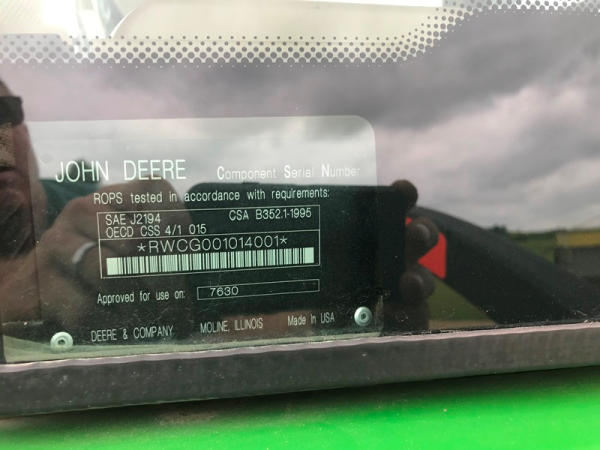 JOHN DEERE Component Serial Number
ROPS tested in accordance with requirements:
SAE J2194 CSA B352.1-1995
OECD CSS 4/1 015
*RWCG001014001*
Approved for use on: 7630
DEERE & COMPANY MOLINE, ILLINOIS Made in USA